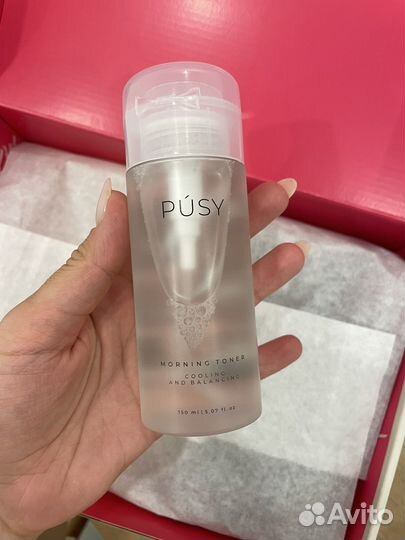 PÚSY
MORNING TONER
COOLING
AND BALANCING
150 ml | 5,07 fl. oz
Avito